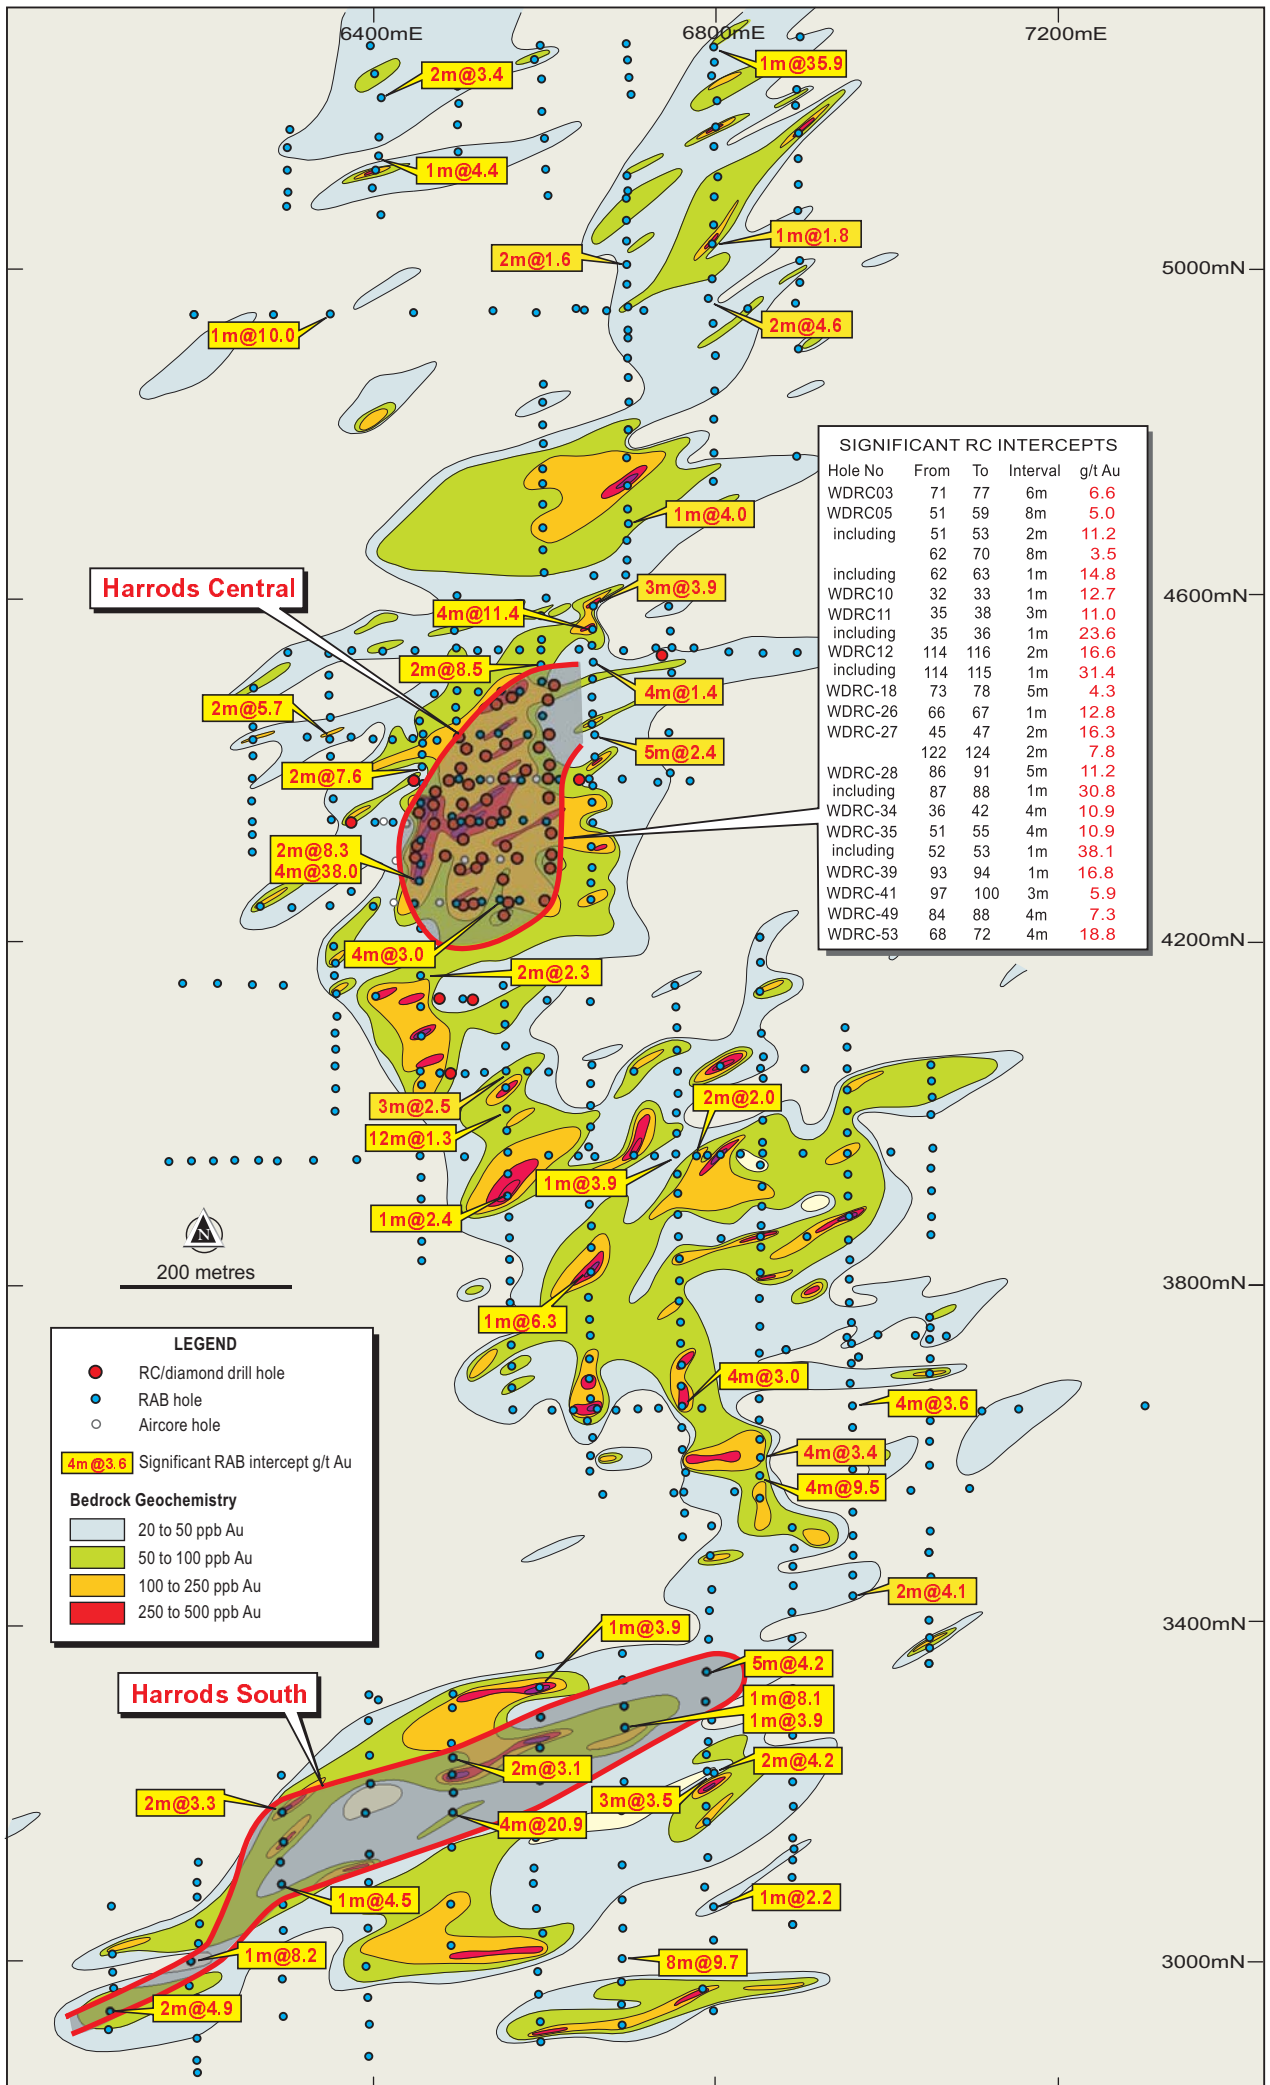 6400mE
6800mE
7200mE
1m@35.9
2m@3.4
1m@4.4
1m@1.8
2m@1.6
5000mN
2m@4.6
1m@10.0
SIGNIFICANT RC INTERCEPTS
Hole No From To Interval g/t Au
WDRC03 71 77 6m 6.6
WDRC05 51 59 8m 5.0
including 51 53 2m 11.2
62 70 8m 3.5
including 62 63 1m 14.8
WDRC10 32 33 1m 12.7
WDRC11 35 38 3m 11.0
including 35 36 1m 23.6
WDRC12 114 116 2m 16.6
including 114 115 1m 31.4
WDRC-18 73 78 5m 4.3
WDRC-26 66 67 1m 12.8
WDRC-27 45 47 2m 16.3
122 124 2m 7.8
WDRC-28 86 91 5m 11.2
including 87 88 1m 30.8
WDRC-34 36 42 4m 10.9
WDRC-35 51 55 4m 10.9
including 52 53 1m 38.1
WDRC-39 93 94 1m 16.8
WDRC-41 97 100 3m 5.9
WDRC-49 84 88 4m 7.3
WDRC-53 68 72 4m 18.8
1m@4.0
Harrods Central
3m@3.9
4600mN
4m@11.4
2m@8.5
4m@1.4
2m@5.7
5m@2.4
2m@7.6
2m@8.3
4m@38.0
4m@3.0
4200mN
2m@2.3
3m@2.5
2m@2.0
12m@1.3
1m@3.9
1m@2.4
N
200 metres
3800mN
1m@6.3
LEGEND
RC/diamond drill hole
RAB hole
Aircore hole
4m@3.6 Significant RAB intercept g/t Au
Bedrock Geochemistry
20 to 50 ppb Au
50 to 100 ppb Au
100 to 250 ppb Au
250 to 500 ppb Au
4m@3.0
4m@3.6
4m@3.4
4m@9.5
2m@4.1
3400mN
1m@3.9
5m@4.2
Harrods South
1m@8.1
1m@3.9
2m@4.2
2m@3.1
2m@3.3
3m@3.5
4m@20.9
1m@4.5
1m@2.2
1m@8.2
8m@9.7
3000mN
2m@4.9